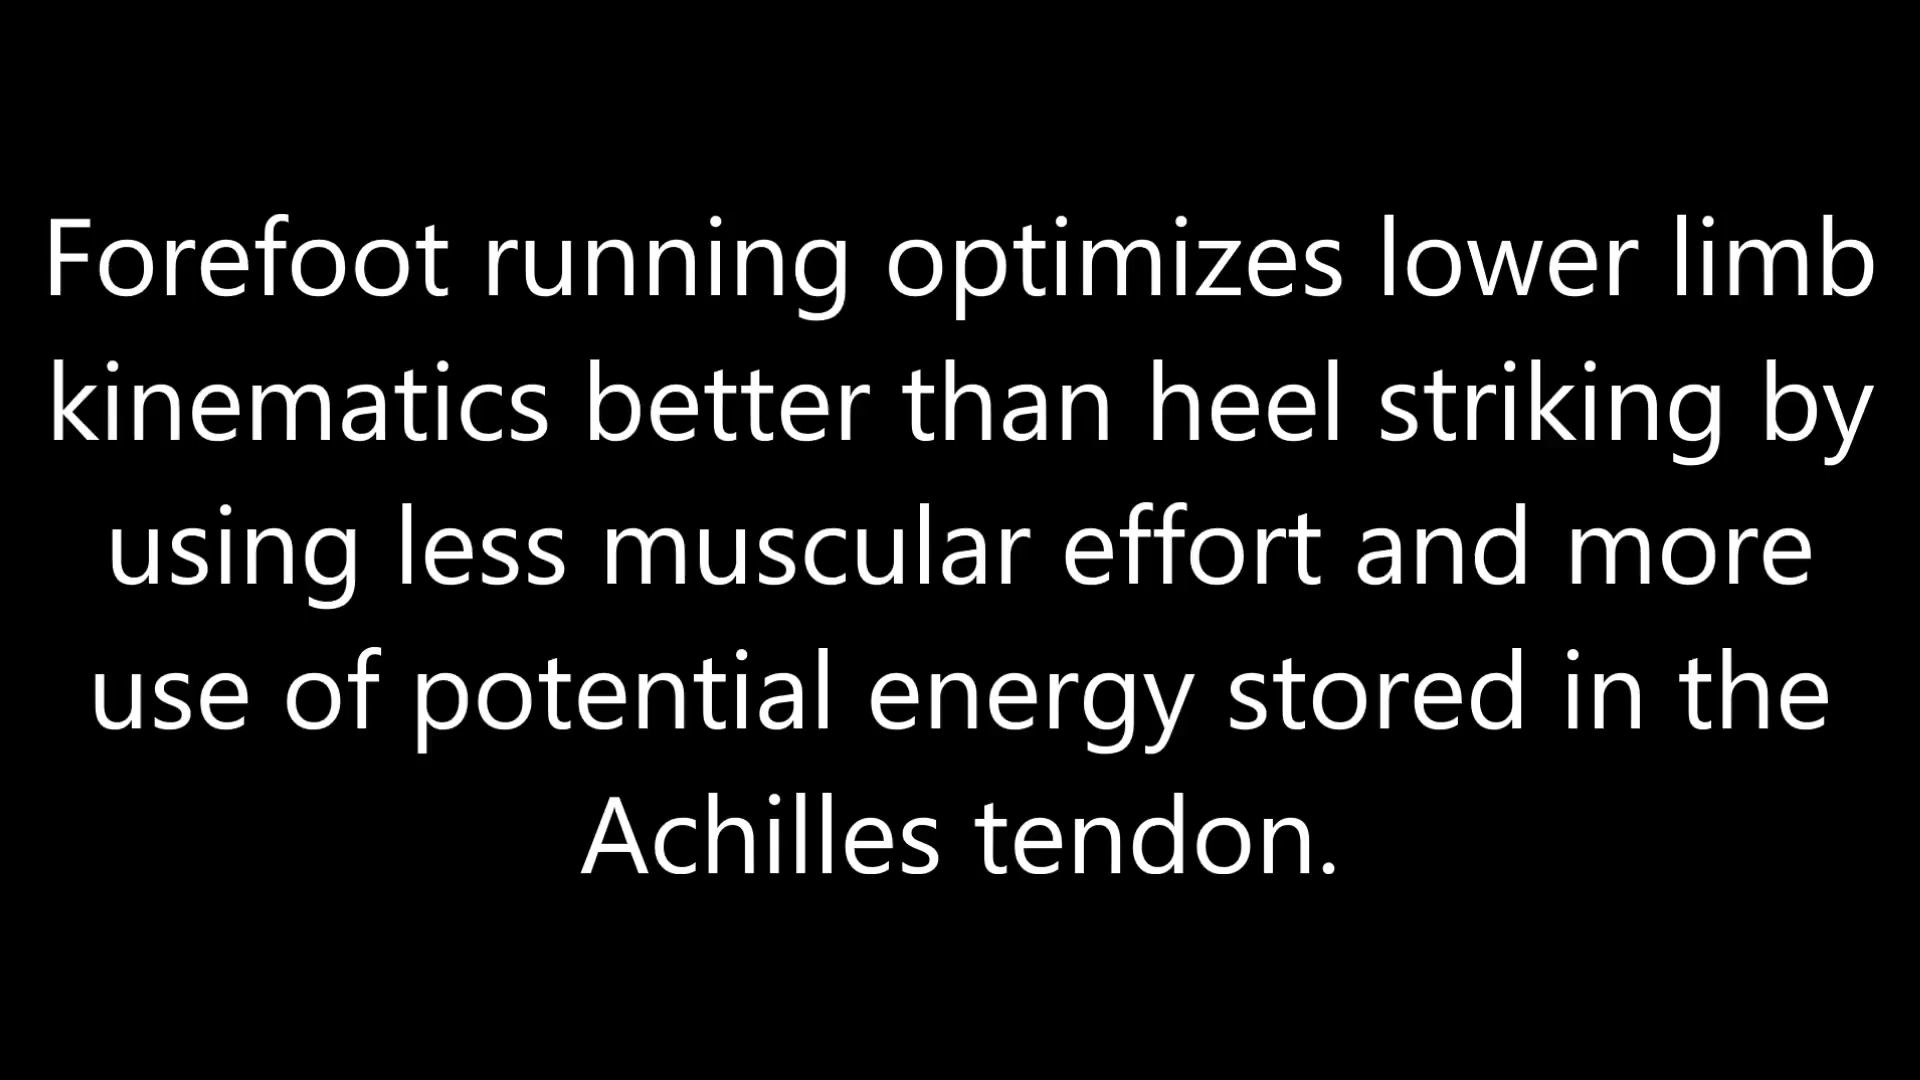 Forefoot running optimizes lower limb
kinematics better than heel striking by
using less muscular effort and more
use of potential energy stored in the
Achilles tendon.